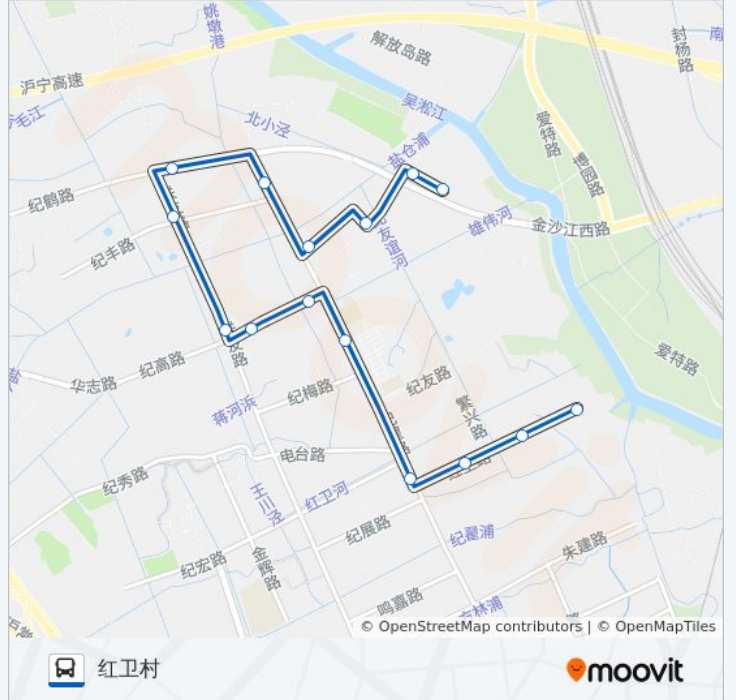 姚墩港
解放岛路
封杨路
南
沪宁高速
吴淞江
毛江
北小泾
爱特路
盐仓浦
博园路
纪鹤路
雄伟河
金沙江西路
友谊河
纪丰路
爱特路
纪高路
华志路
纪友路
纪梅路
蒋河浜
繁兴路
电台路
纪秀路
王川泾
红卫河
纪展路
纪翟浦
朱建路
纪宏路
金辉路
鸣嘉路
© OpenStreetMap contributors | © OpenMapTiles
红卫村
moovit